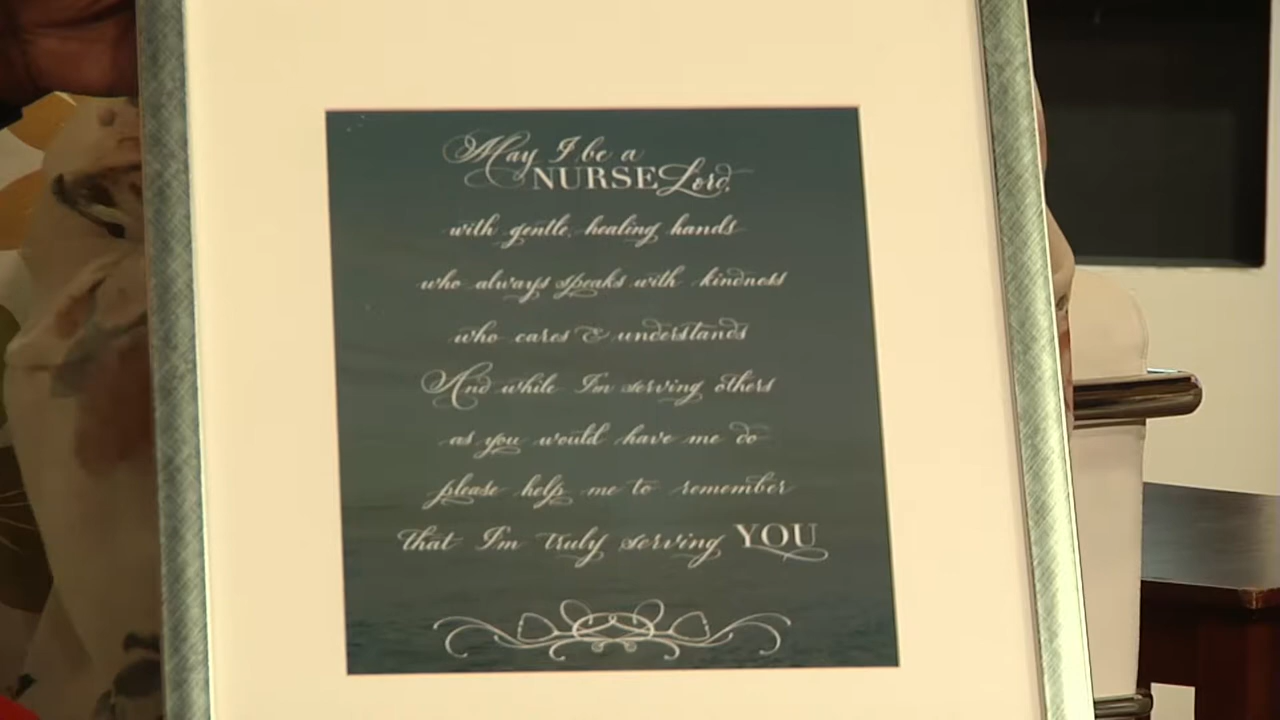 May I be a
NURSE Lord,
with gentle, healing hands
who always speaks with kindness
who cares & understands
And while I'm serving others
as you would have me do
please help me to remember
that I'm truly serving YOU